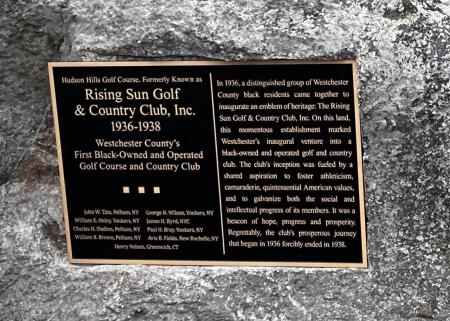 Hudson Hills Golf Course, Formerly Known as
Rising Sun Golf
& Country Club, Inc.
1936-1938
Westchester County's
First Black-Owned and Operated
Golf Course and Country Club
John W. Tate, Pelham, NY
William E. Onley, Yonkers, NY
Charles H. Shelton, Pelham, NY
William B. Brown, Pelham, NY
George H. Wilson, Yonkers, NY
James H. Byrd, NYC
Paul H. Bray, Yonkers, NY
Avis B. Fields, New Rochelle, NY
Henry Nelson, Greenwich, CT
In 1936, a distinguished group of Westchester
County black residents came together to
inaugurate an emblem of heritage: The Rising
Sun Golf & Country Club, Inc. On this land,
this momentous establishment marked
Westchester's inaugural venture into a
black-owned and operated golf and country
club. The club's inception was fueled by a
shared aspiration to foster athleticism,
camaraderie, quintessential American values,
and to galvanize both the social and
intellectual progress of its members. It was a
beacon of hope, progress and prosperity.
Regrettably, the club's prosperous journey
that began in 1936 forcibly ended in 1938.